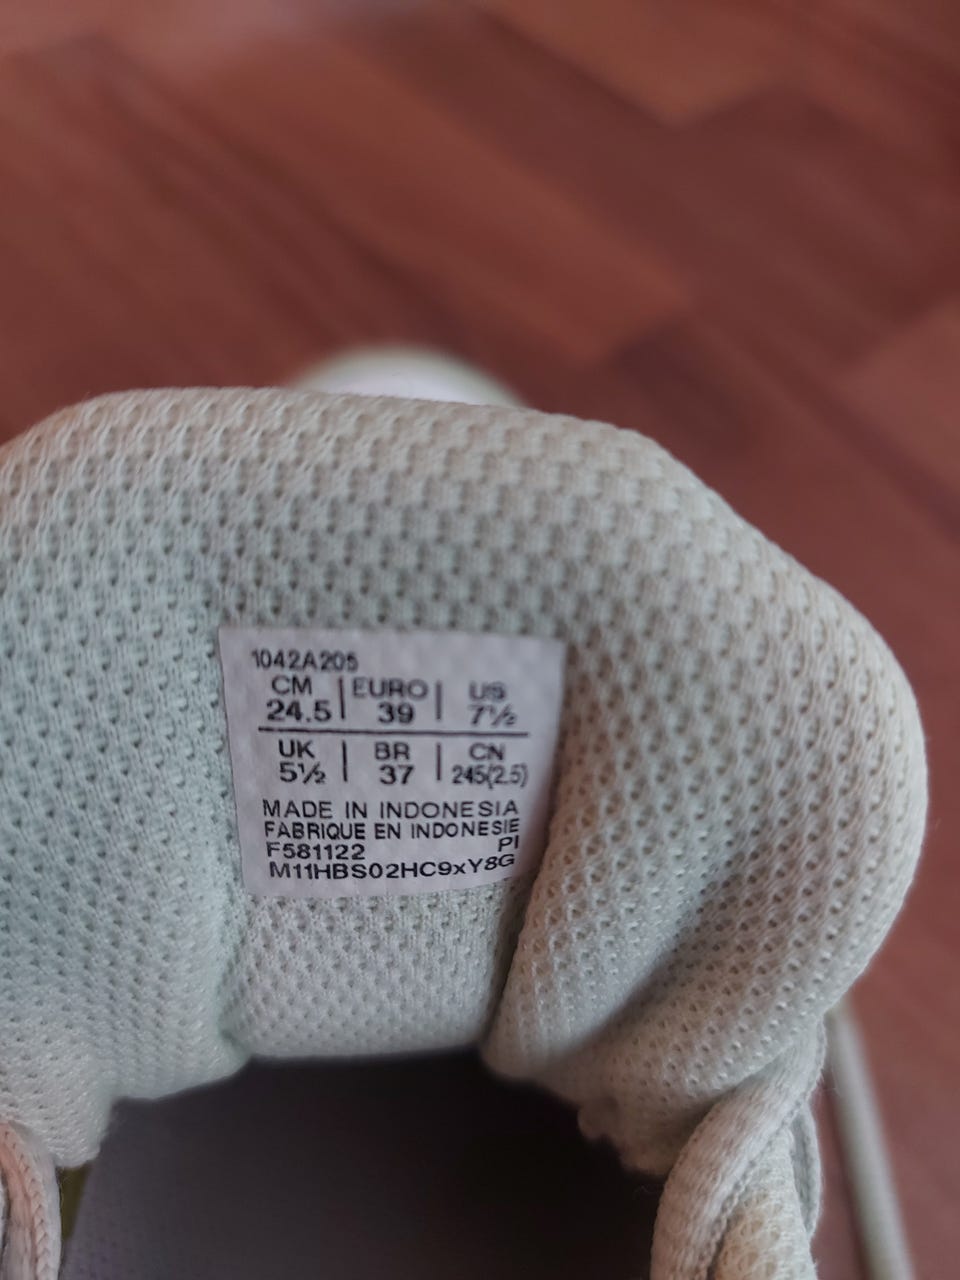 1042A205
CM | EURO | US
24.5 | 39 | 7½
UK | BR | CN
5½ | 37 | 245(2.5)
MADE IN INDONESIA
FABRIQUE EN INDONESIE
F581122 PI
M11HBS02HC9xY8G